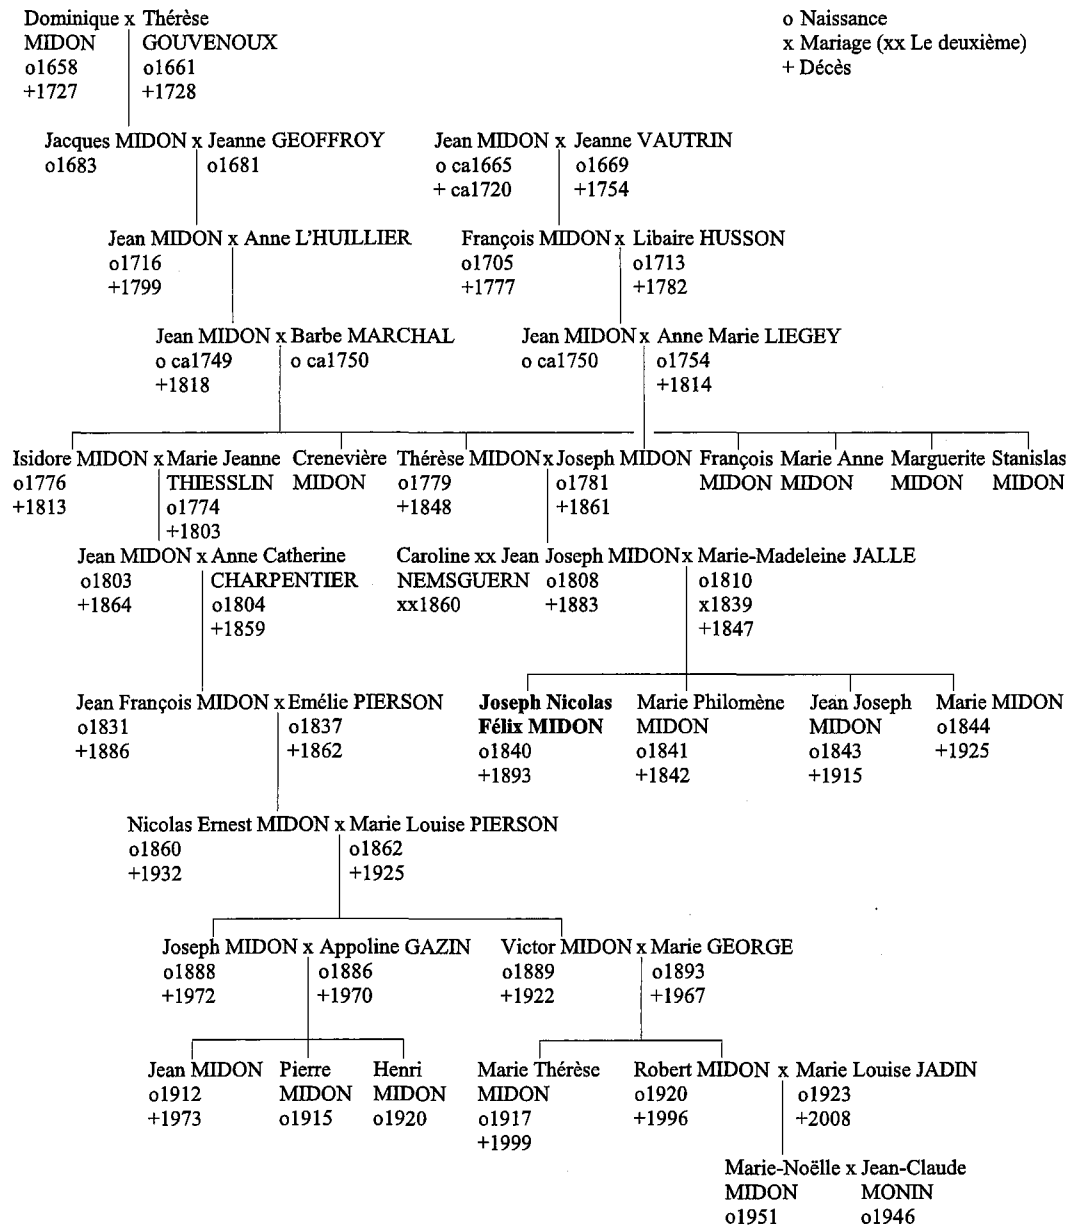 Dominique x Thérèse
MIDON GOUVENOUX
o1658 o1661
+1727 +1728
o Naissance
x Mariage (xx Le deuxième)
+ Décès
Jacques MIDON x Jeanne GEOFFROY
o1683 o1681
Jean MIDON x Jeanne VAUTRIN
o ca1665 o1669
+ ca1720 +1754
Jean MIDON x Anne L'HUILLIER
o1716
+1799
François MIDON x Libaire HUSSON
o1705 o1713
+1777 +1782
Jean MIDON x Barbe MARCHAL
o ca1749 o ca1750
+1818
Jean MIDON x Anne Marie LIEGEY
o ca1750 o1754
+1814
Isidore MIDON x Marie Jeanne
o1776 THIESSLIN
+1813 o1774
+1803
Crenevière
MIDON
Thérèse MIDON x Joseph MIDON
o1779 o1781
+1848 +1861
François
MIDON
Marie Anne
MIDON
Marguerite
MIDON
Stanislas
MIDON
Jean MIDON x Anne Catherine
o1803 CHARPENTIER
+1864 o1804
+1859
Caroline xx Jean Joseph MIDON x Marie-Madeleine JALLE
NEMSGUERN o1808 o1810
xx1860 +1883 x1839
+1847
Jean François MIDON x Emélie PIERSON
o1831 o1837
+1886 +1862
Joseph Nicolas
Félix MIDON
o1840
+1893
Marie Philomène
MIDON
o1841
+1842
Jean Joseph
MIDON
o1843
+1915
Marie MIDON
o1844
+1925
Nicolas Ernest MIDON x Marie Louise PIERSON
o1860 o1862
+1932 +1925
Joseph MIDON x Appoline GAZIN
o1888 o1886
+1972 +1970
Victor MIDON x Marie GEORGE
o1889 o1893
+1922 +1967
Jean MIDON
o1912
+1973
Pierre
MIDON
o1915
Henri
MIDON
o1920
Marie Thérèse
MIDON
o1917
+1999
Robert MIDON x Marie Louise JADIN
o1920 o1923
+1996 +2008
Marie-Noëlle x Jean-Claude
MIDON MONIN
o1951 o1946